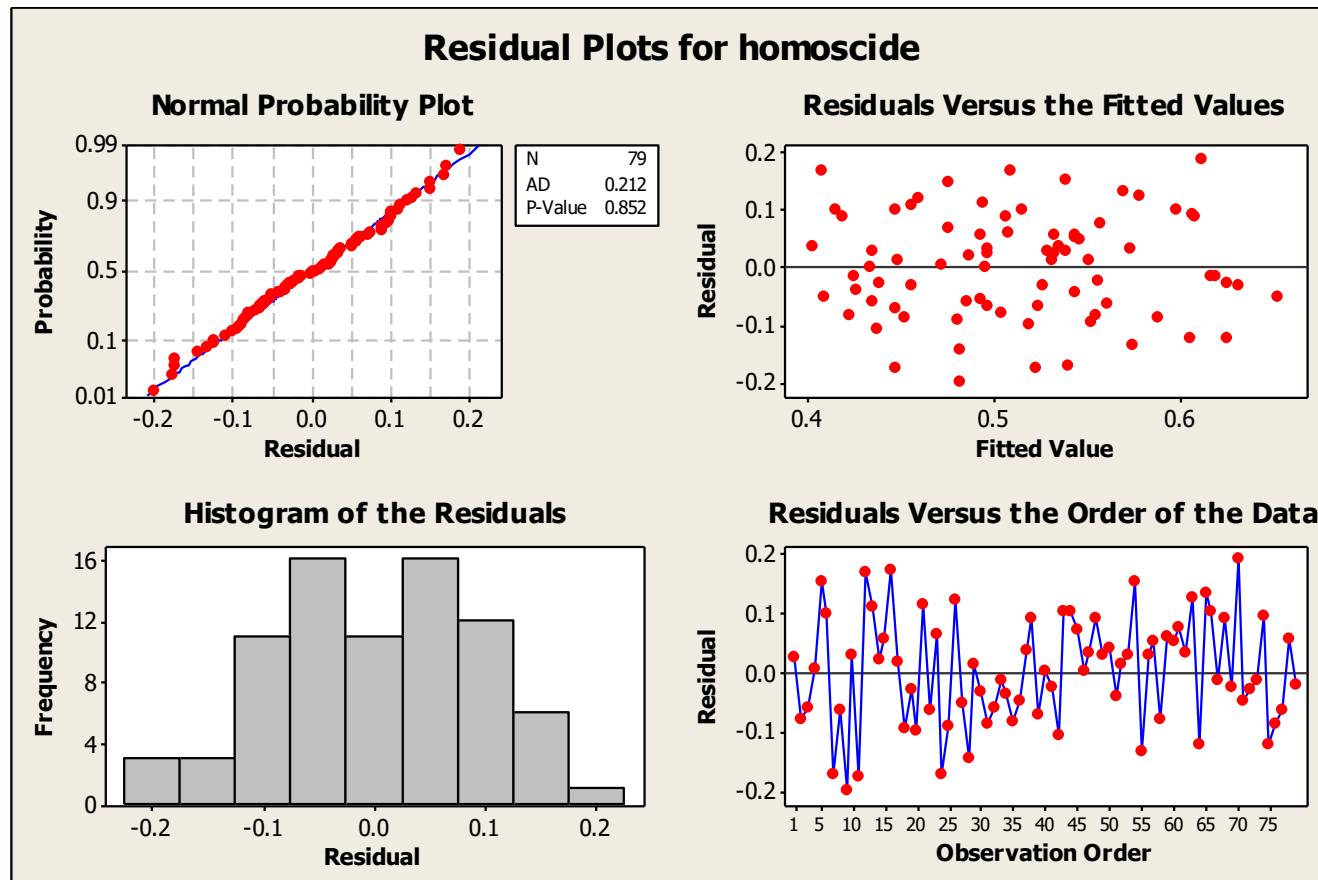 Residual Plots for homoscide
Normal Probability Plot
0.99
0.9
0.5
0.1
0.01
Probability
-0.2 -0.1 0.0 0.1 0.2
Residual
N 79
AD 0.212
P-Value 0.852
Residuals Versus the Fitted Values
0.2
0.1
0.0
-0.1
-0.2
Residual
0.4 0.5 0.6
Fitted Value
Histogram of the Residuals
16
12
8
4
0
Frequency
-0.2 -0.1 0.0 0.1 0.2
Residual
Residuals Versus the Order of the Data
0.2
0.1
0.0
-0.1
-0.2
Residual
1 5 10 15 20 25 30 35 40 45 50 55 60 65 70 75
Observation Order